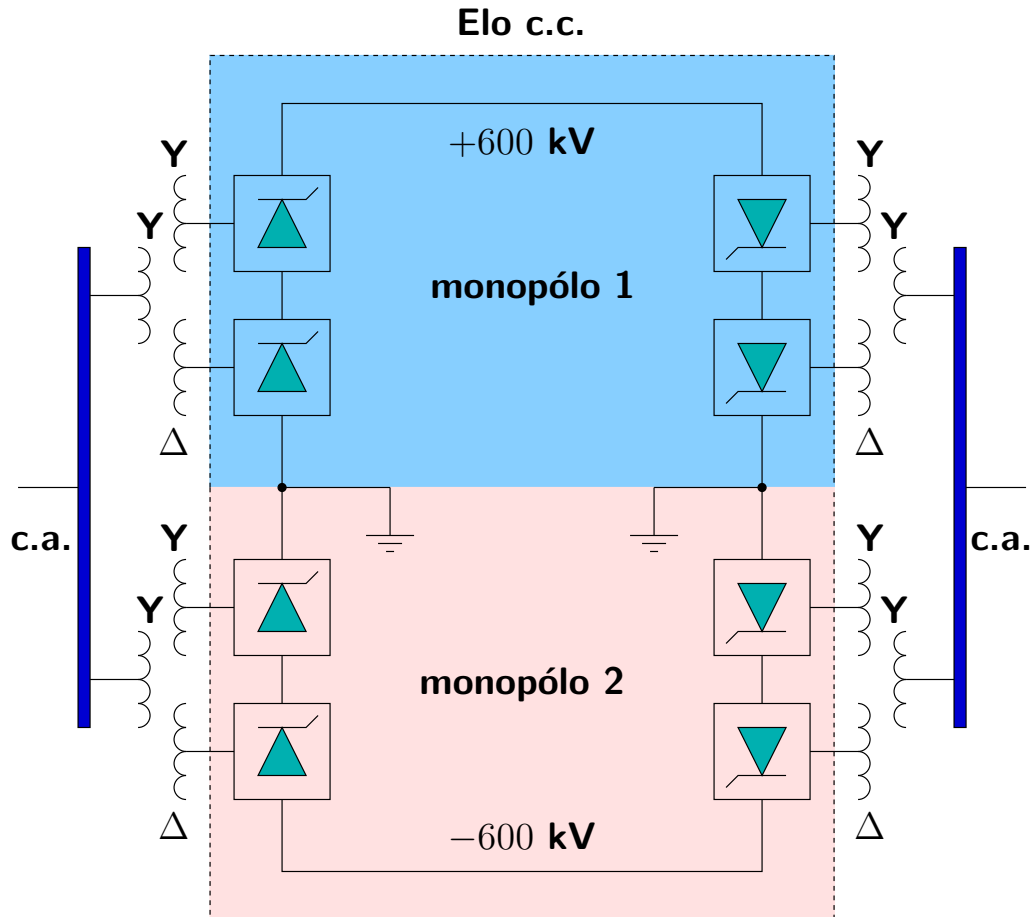 Elo c.c.
+600 kV
Y
Y
Y
Y
monopólo 1
Δ
Δ
c.a.
c.a.
Y
Y
Y
Y
monopólo 2
Δ
Δ
−600 kV